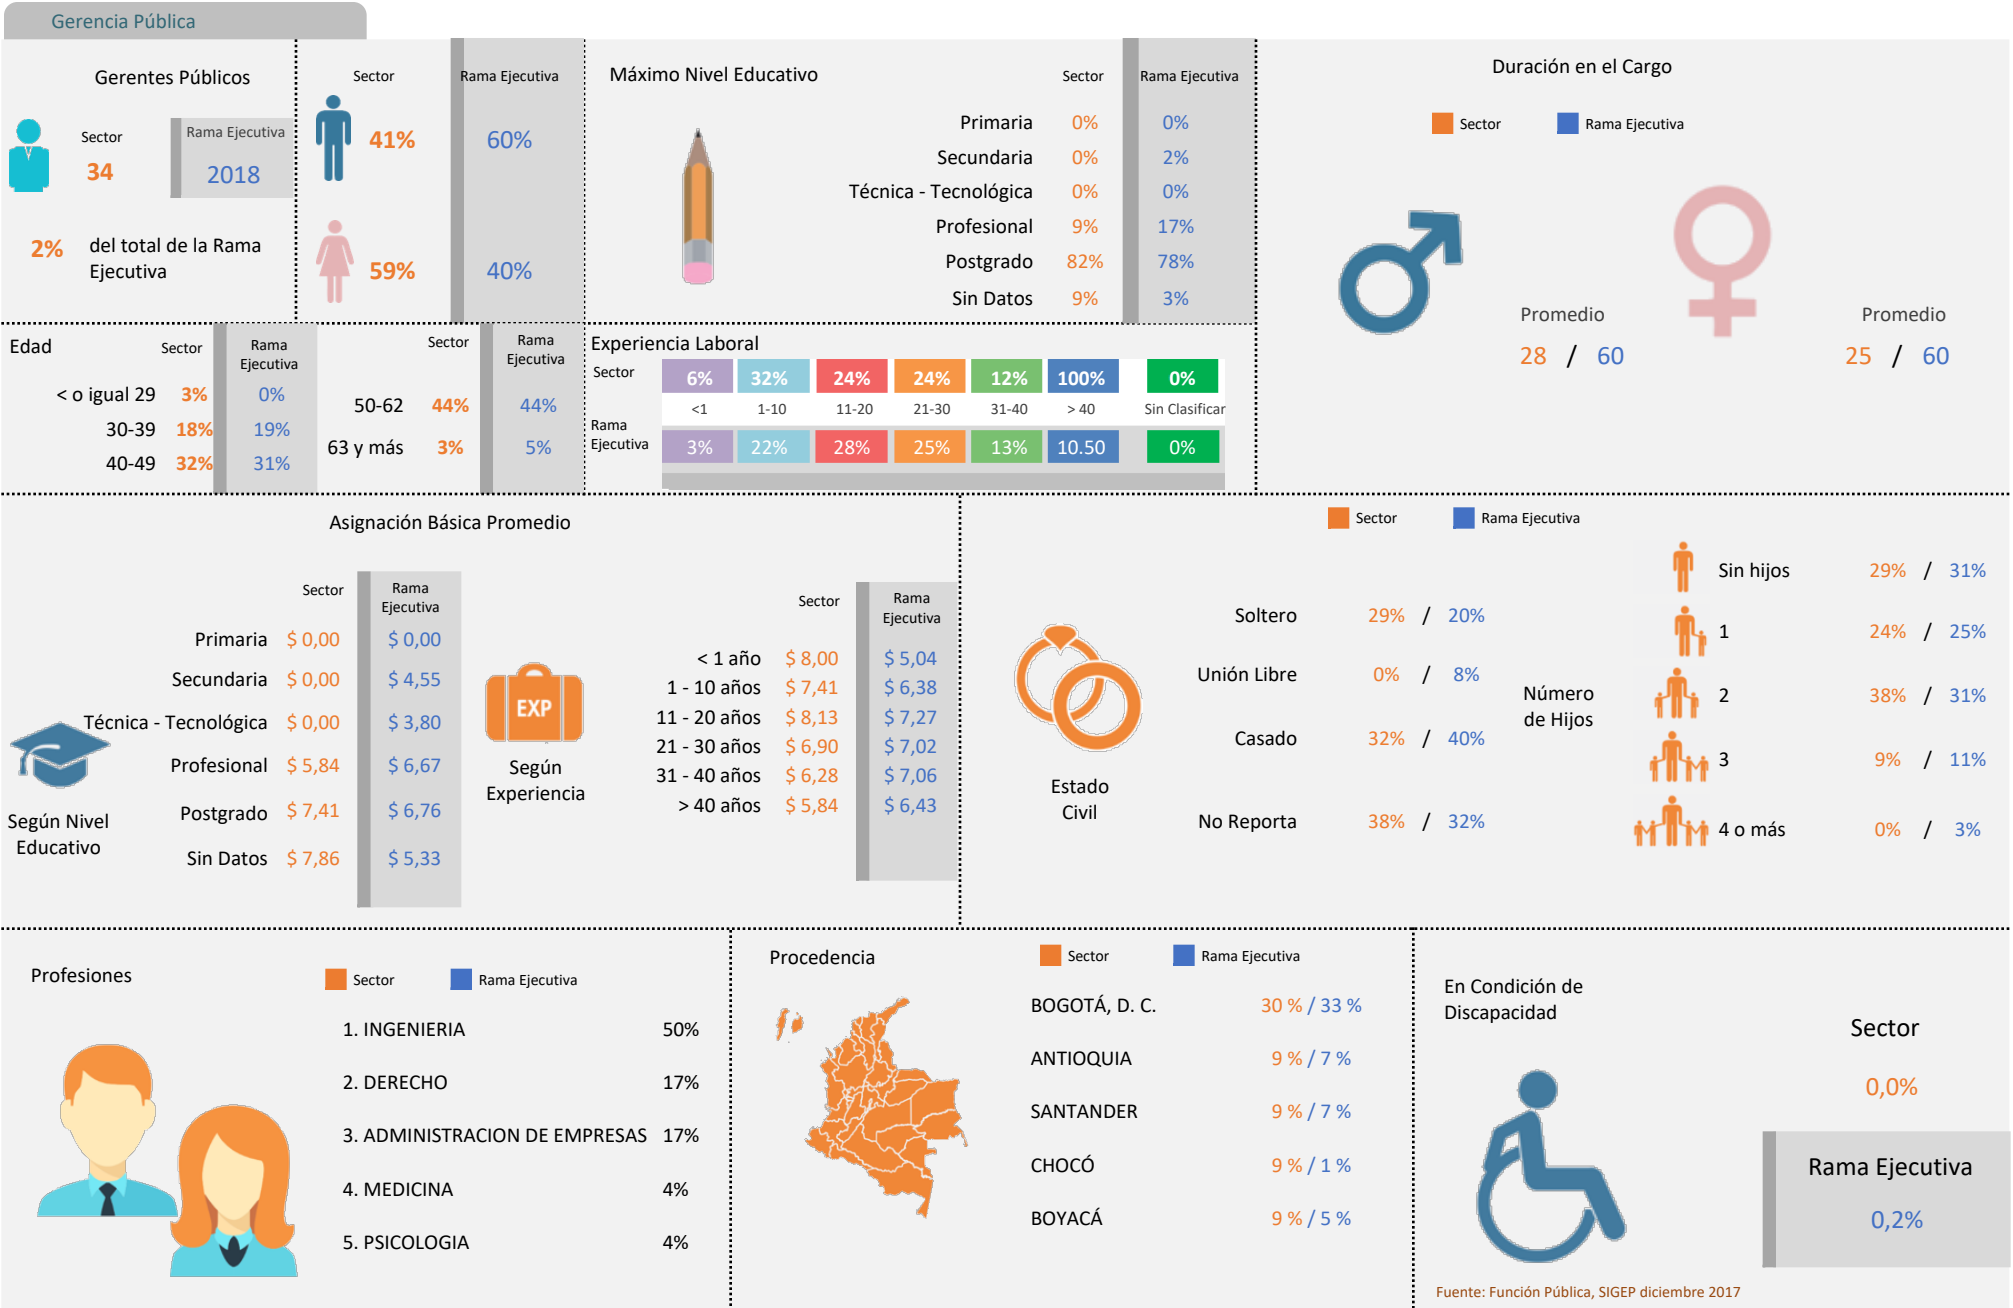 Gerencia Pública
Gerentes Públicos
Sector
Rama Ejecutiva
34
2018
2%
del total de la Rama
Ejecutiva
Sector
Rama Ejecutiva
41%
60%
59%
40%
Máximo Nivel Educativo
Sector
Rama Ejecutiva
Primaria 0% 0%
Secundaria 0% 2%
Técnica - Tecnológica 0% 0%
Profesional 9% 17%
Postgrado 82% 78%
Sin Datos 9% 3%
Duración en el Cargo
Sector
Rama Ejecutiva
Promedio
28 / 60
Promedio
25 / 60
Edad
Sector
Rama
Ejecutiva
< o igual 29 3% 0%
30-39 18% 19%
40-49 32% 31%
Sector
Rama
Ejecutiva
50-62 44% 44%
63 y más 3% 5%
Experiencia Laboral
Sector
6% 32% 24% 24% 12% 100% 0%
<1 1-10 11-20 21-30 31-40 > 40 Sin Clasificar
Rama
Ejecutiva
3% 22% 28% 25% 13% 10.50 0%
Asignación Básica Promedio
Sector
Rama
Ejecutiva
Primaria $ 0,00 $ 0,00
Secundaria $ 0,00 $ 4,55
Técnica - Tecnológica $ 0,00 $ 3,80
Profesional $ 5,84 $ 6,67
Postgrado $ 7,41 $ 6,76
Sin Datos $ 7,86 $ 5,33
Según Nivel
Educativo
EXP
Según
Experiencia
Sector
Rama
Ejecutiva
< 1 año $ 8,00 $ 5,04
1 - 10 años $ 7,41 $ 6,38
11 - 20 años $ 8,13 $ 7,27
21 - 30 años $ 6,90 $ 7,02
31 - 40 años $ 6,28 $ 7,06
> 40 años $ 5,84 $ 6,43
Sector
Rama Ejecutiva
Estado
Civil
Soltero 29% / 20%
Unión Libre 0% / 8%
Casado 32% / 40%
No Reporta 38% / 32%
Número
de Hijos
Sin hijos 29% / 31%
1 24% / 25%
2 38% / 31%
3 9% / 11%
4 o más 0% / 3%
Profesiones
Sector
Rama Ejecutiva
1. INGENIERIA 50%
2. DERECHO 17%
3. ADMINISTRACION DE EMPRESAS 17%
4. MEDICINA 4%
5. PSICOLOGIA 4%
Procedencia
Sector
Rama Ejecutiva
BOGOTÁ, D. C. 30 % / 33 %
ANTIOQUIA 9 % / 7 %
SANTANDER 9 % / 7 %
CHOCÓ 9 % / 1 %
BOYACÁ 9 % / 5 %
En Condición de
Discapacidad
Sector
0,0%
Rama Ejecutiva
0,2%
Fuente: Función Pública, SIGEP diciembre 2017